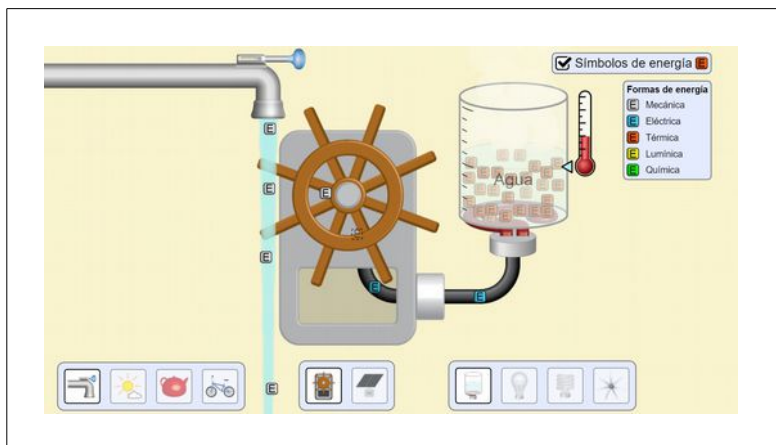 Símbolos de energía E
Formas de energía
E Mecánica
E Eléctrica
E Térmica
E Lumínica
E Química
Agua